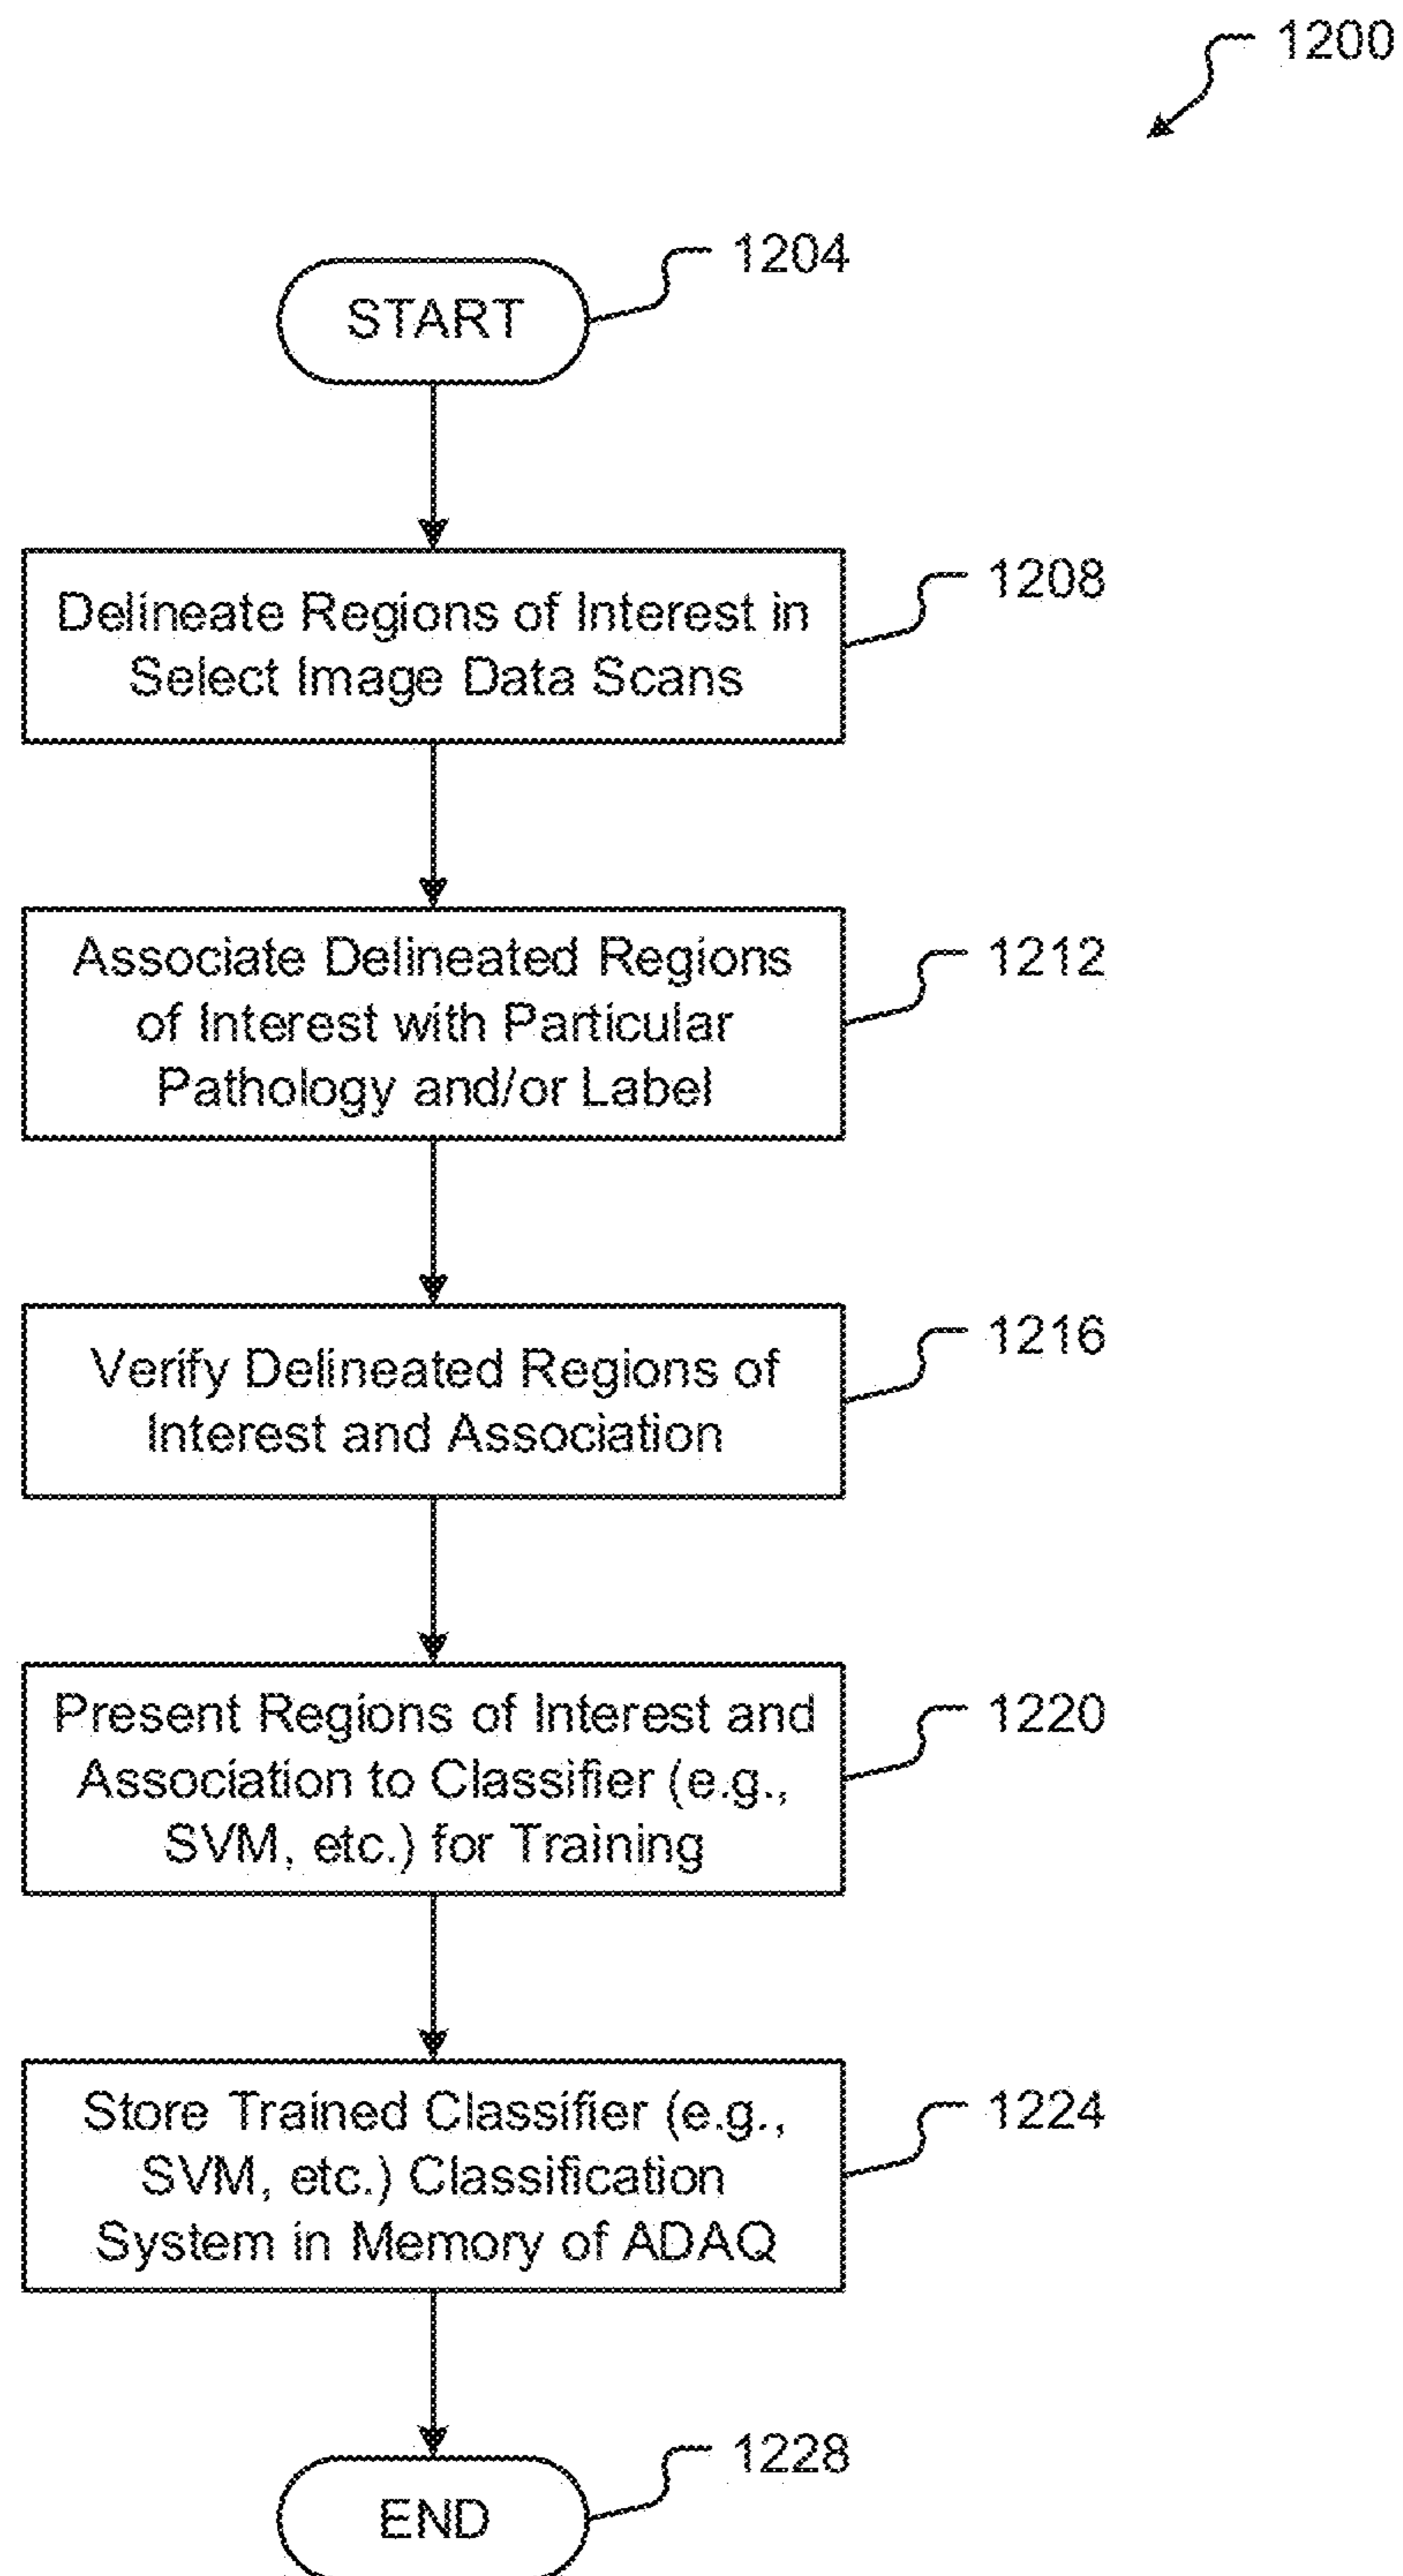 1200
START
1204
Delineate Regions of Interest in
Select Image Data Scans
1208
Associate Delineated Regions
of Interest with Particular
Pathology and/or Label
1212
Verify Delineated Regions of
Interest and Association
1216
Present Regions of Interest and
Association to Classifier (e.g.,
SVM, etc.) for Training
1220
Store Trained Classifier (e.g.,
SVM, etc.) Classification
System in Memory of ADAQ
1224
END
1228